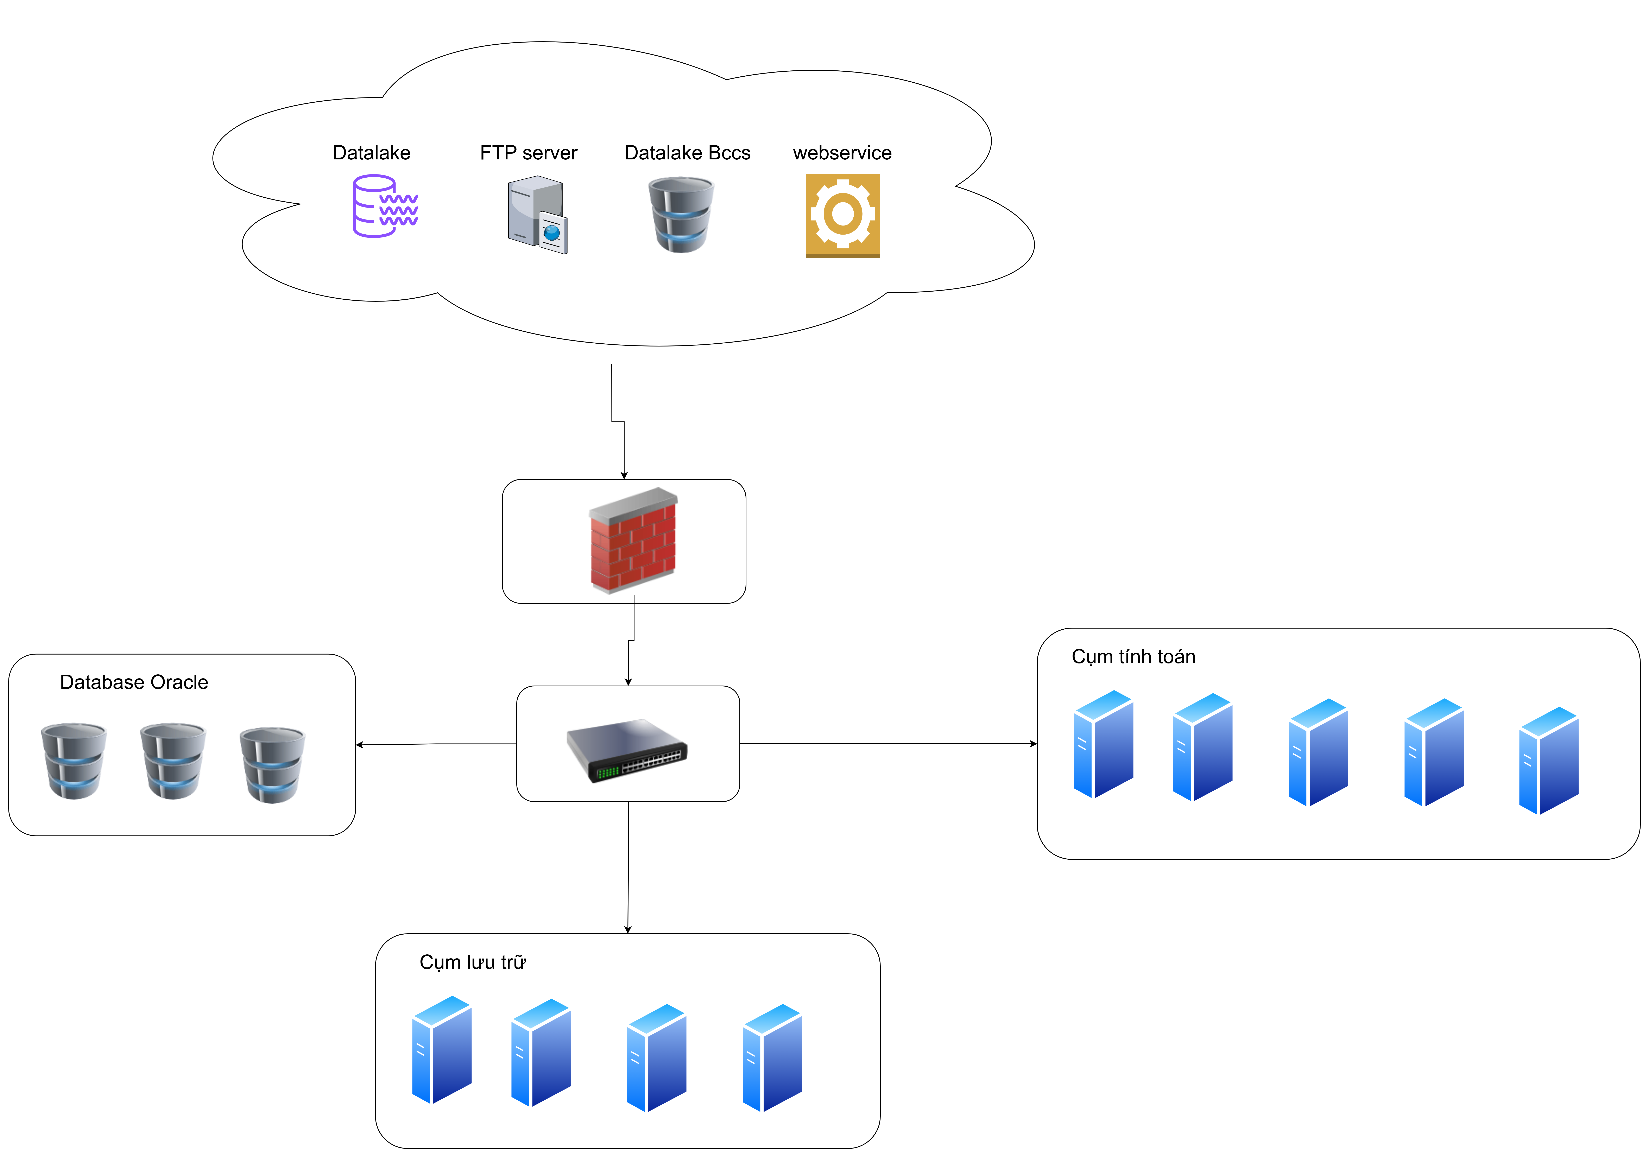 Datalake
FTP server
Datalake Bccs
webservice
Database Oracle
Cụm tính toán
Cụm lưu trữ